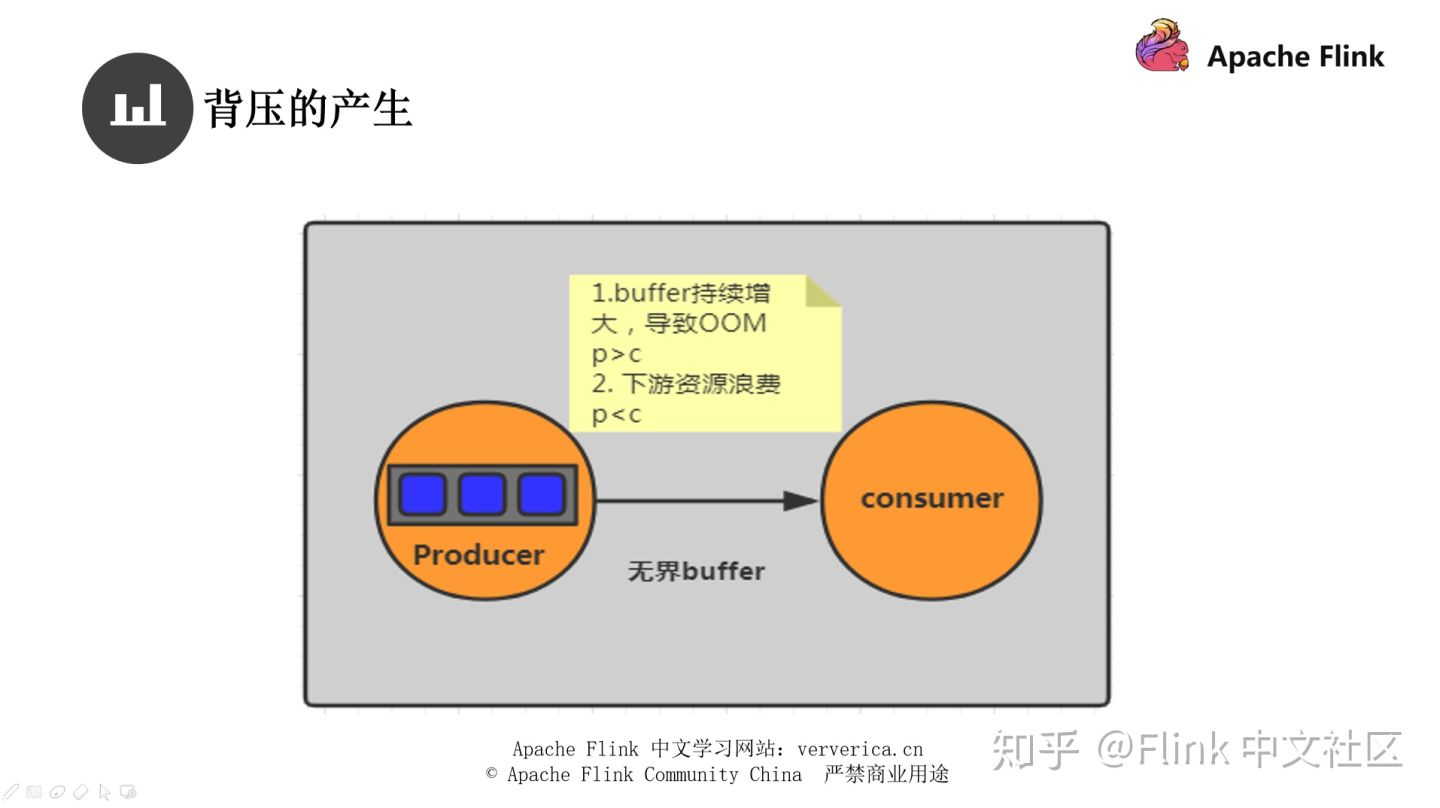 Apache Flink
背压的产生
1.buffer持续增
大，导致OOM
p>c
2. 下游资源浪费
p<c
Producer
consumer
无界buffer
Apache Flink 中文学习网站：ververica.cn
© Apache Flink Community China 严禁商业用途
知乎 @Flink 中文社区